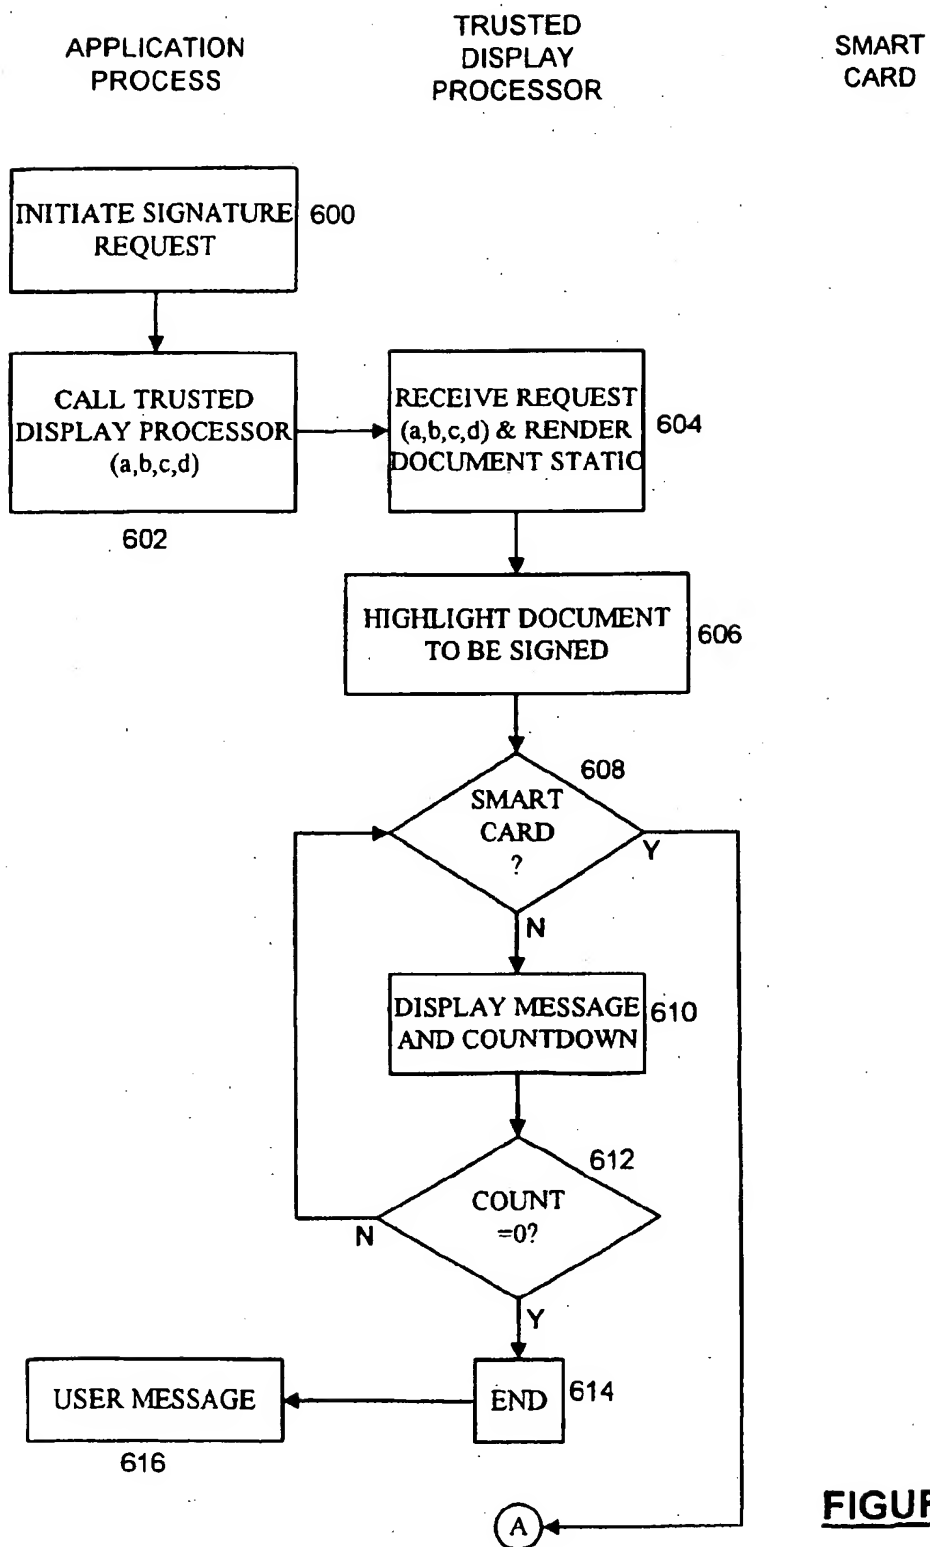 APPLICATION
PROCESS
TRUSTED
DISPLAY
PROCESSOR
SMART
CARD
INITIATE SIGNATURE
REQUEST
600
CALL TRUSTED
DISPLAY PROCESSOR
(a,b,c,d)
602
RECEIVE REQUEST
(a,b,c,d) & RENDER
DOCUMENT STATIC
604
HIGHLIGHT DOCUMENT
TO BE SIGNED
606
608
SMART
CARD
?
Y
N
DISPLAY MESSAGE
AND COUNTDOWN
610
612
COUNT
=0?
N
Y
USER MESSAGE
616
END
614
A